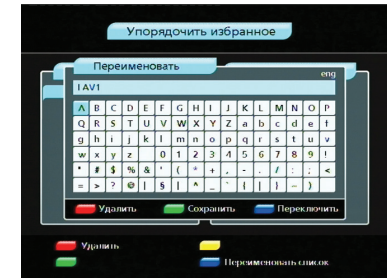 Упорядочить избранное
Переименовать
eng
1AV1
A B C D E F G H I J K L M N O P
Q R S T U V W X Y Z a b c d e f
g h i j k l m n o p q r s t u v
w x y z 0 1 2 3 4 5 6 7 8 9 !
" # $ % & ' ( * + , - . / : ; <
= > ? @ [ § ] ^ _ ` { | } ~ )
Удалить Сохранить Переключить
Удалить
Переименовать список